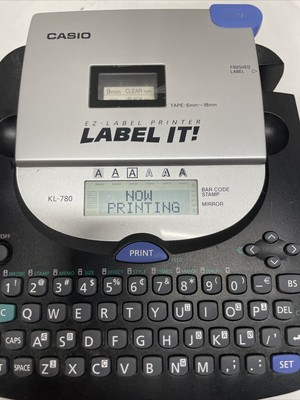 CASIO
9mm CLEAR
FINISHED
LABEL
TAPE: 6mm~18mm
EZ-LABEL PRINTER
LABEL IT!
A A A A A A
KL-780
NOW
PRINTING
BAR CODE
STAMP
MIRROR
PRINT
OFF
1 2 3 4 5 6 7 8 9 0 - BS
Q W E R T Y U I O P
CAPS A S D F G H J K L
SPACE Z X C V B N M , . SET